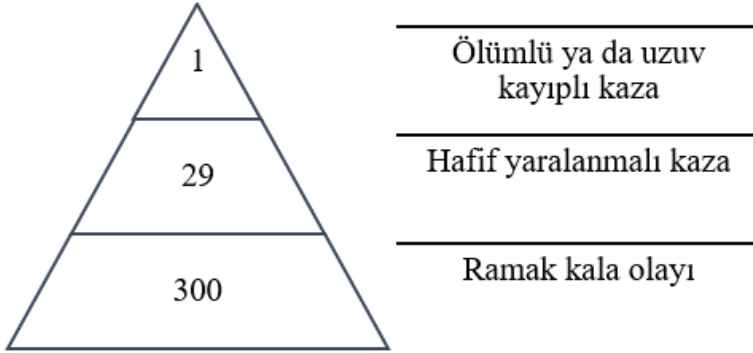 1
Ölümlü ya da uzuv
kayıplı kaza
29
Hafif yaralanmalı kaza
300
Ramak kala olayı